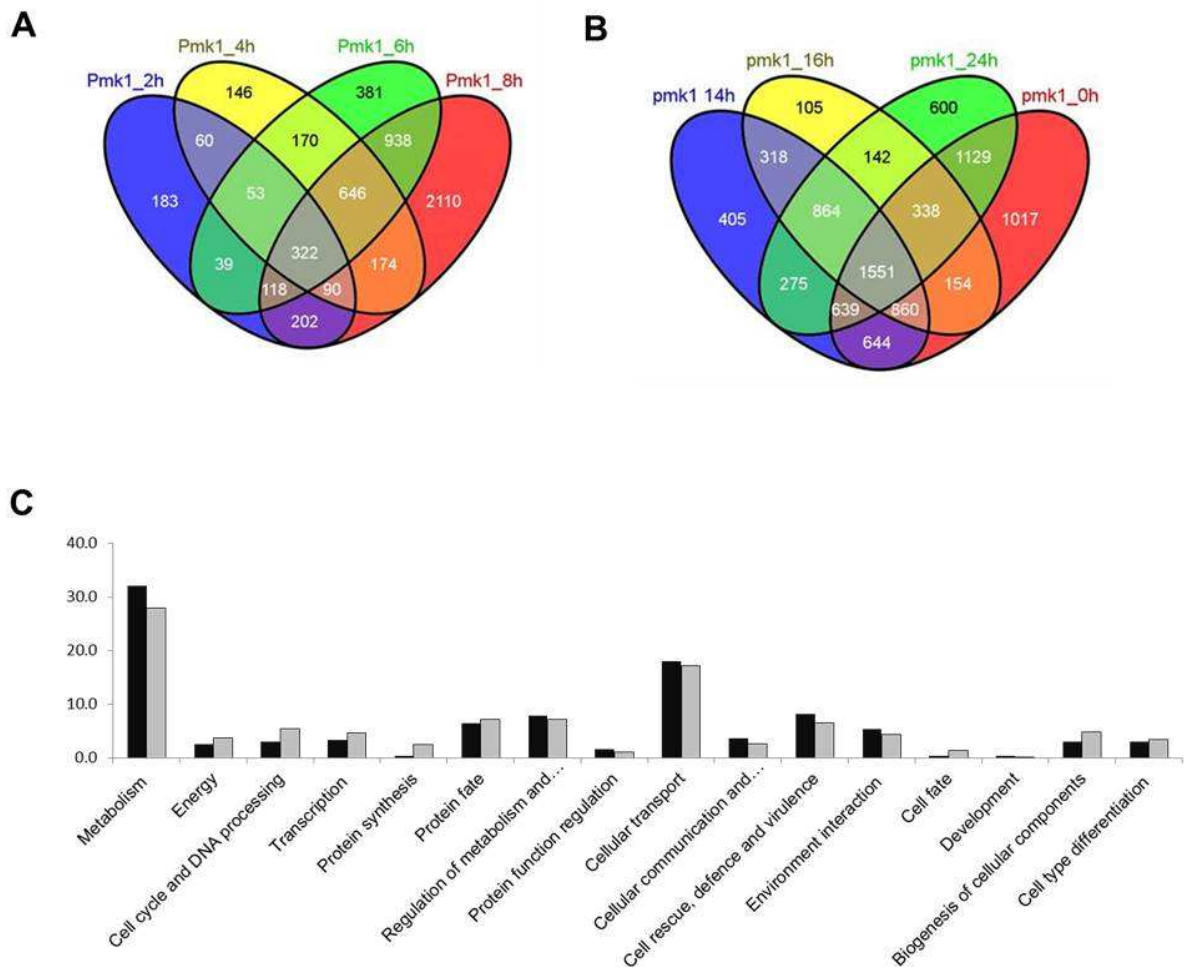 A
Pmk1_4h Pmk1_6h
Pmk1_2h Pmk1_8h
146 381
60 170 938
183 53 646 2110
322
39 174
118 90
202
B
pmk1_16h pmk1_24h
pmk1 14h pmk1_0h
105 600
318 142 1129
405 864 338 1017
1551
275 154
639 860
644
C
40.0
30.0
20.0
10.0
0.0
Metabolism
Energy
Cell cycle and DNA processing
Transcription
Protein synthesis
Protein fate
Regulation of metabolism and...
Protein function regulation
Cellular transport
Cellular communication and...
Cell rescue, defence and virulence
Environment interaction
Cell fate
Development
Biogenesis of cellular components
Cell type differentiation